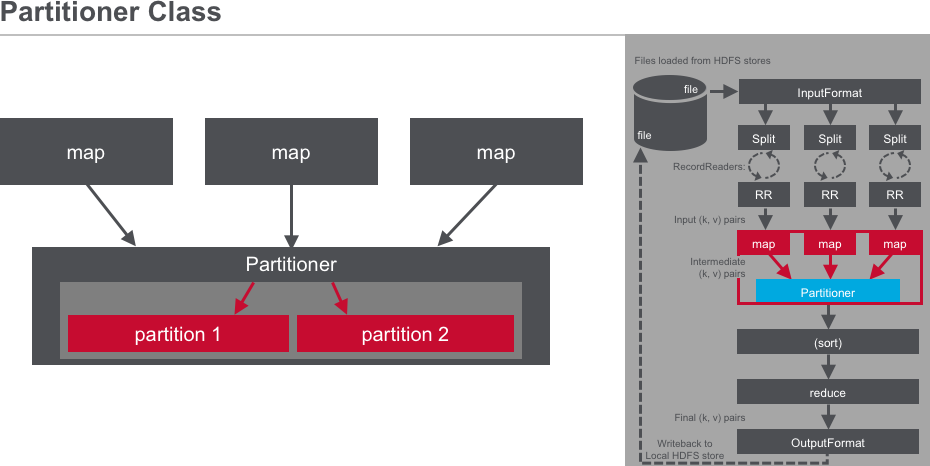 Partitioner Class
map
map
map
Partitioner
partition 1
partition 2
Files loaded from HDFS stores
file
file
InputFormat
Split
Split
Split
RecordReaders:
RR
RR
RR
Input (k, v) pairs
map
map
map
Intermediate
(k, v) pairs
Partitioner
(sort)
reduce
Final (k, v) pairs
OutputFormat
Writeback to
Local HDFS store